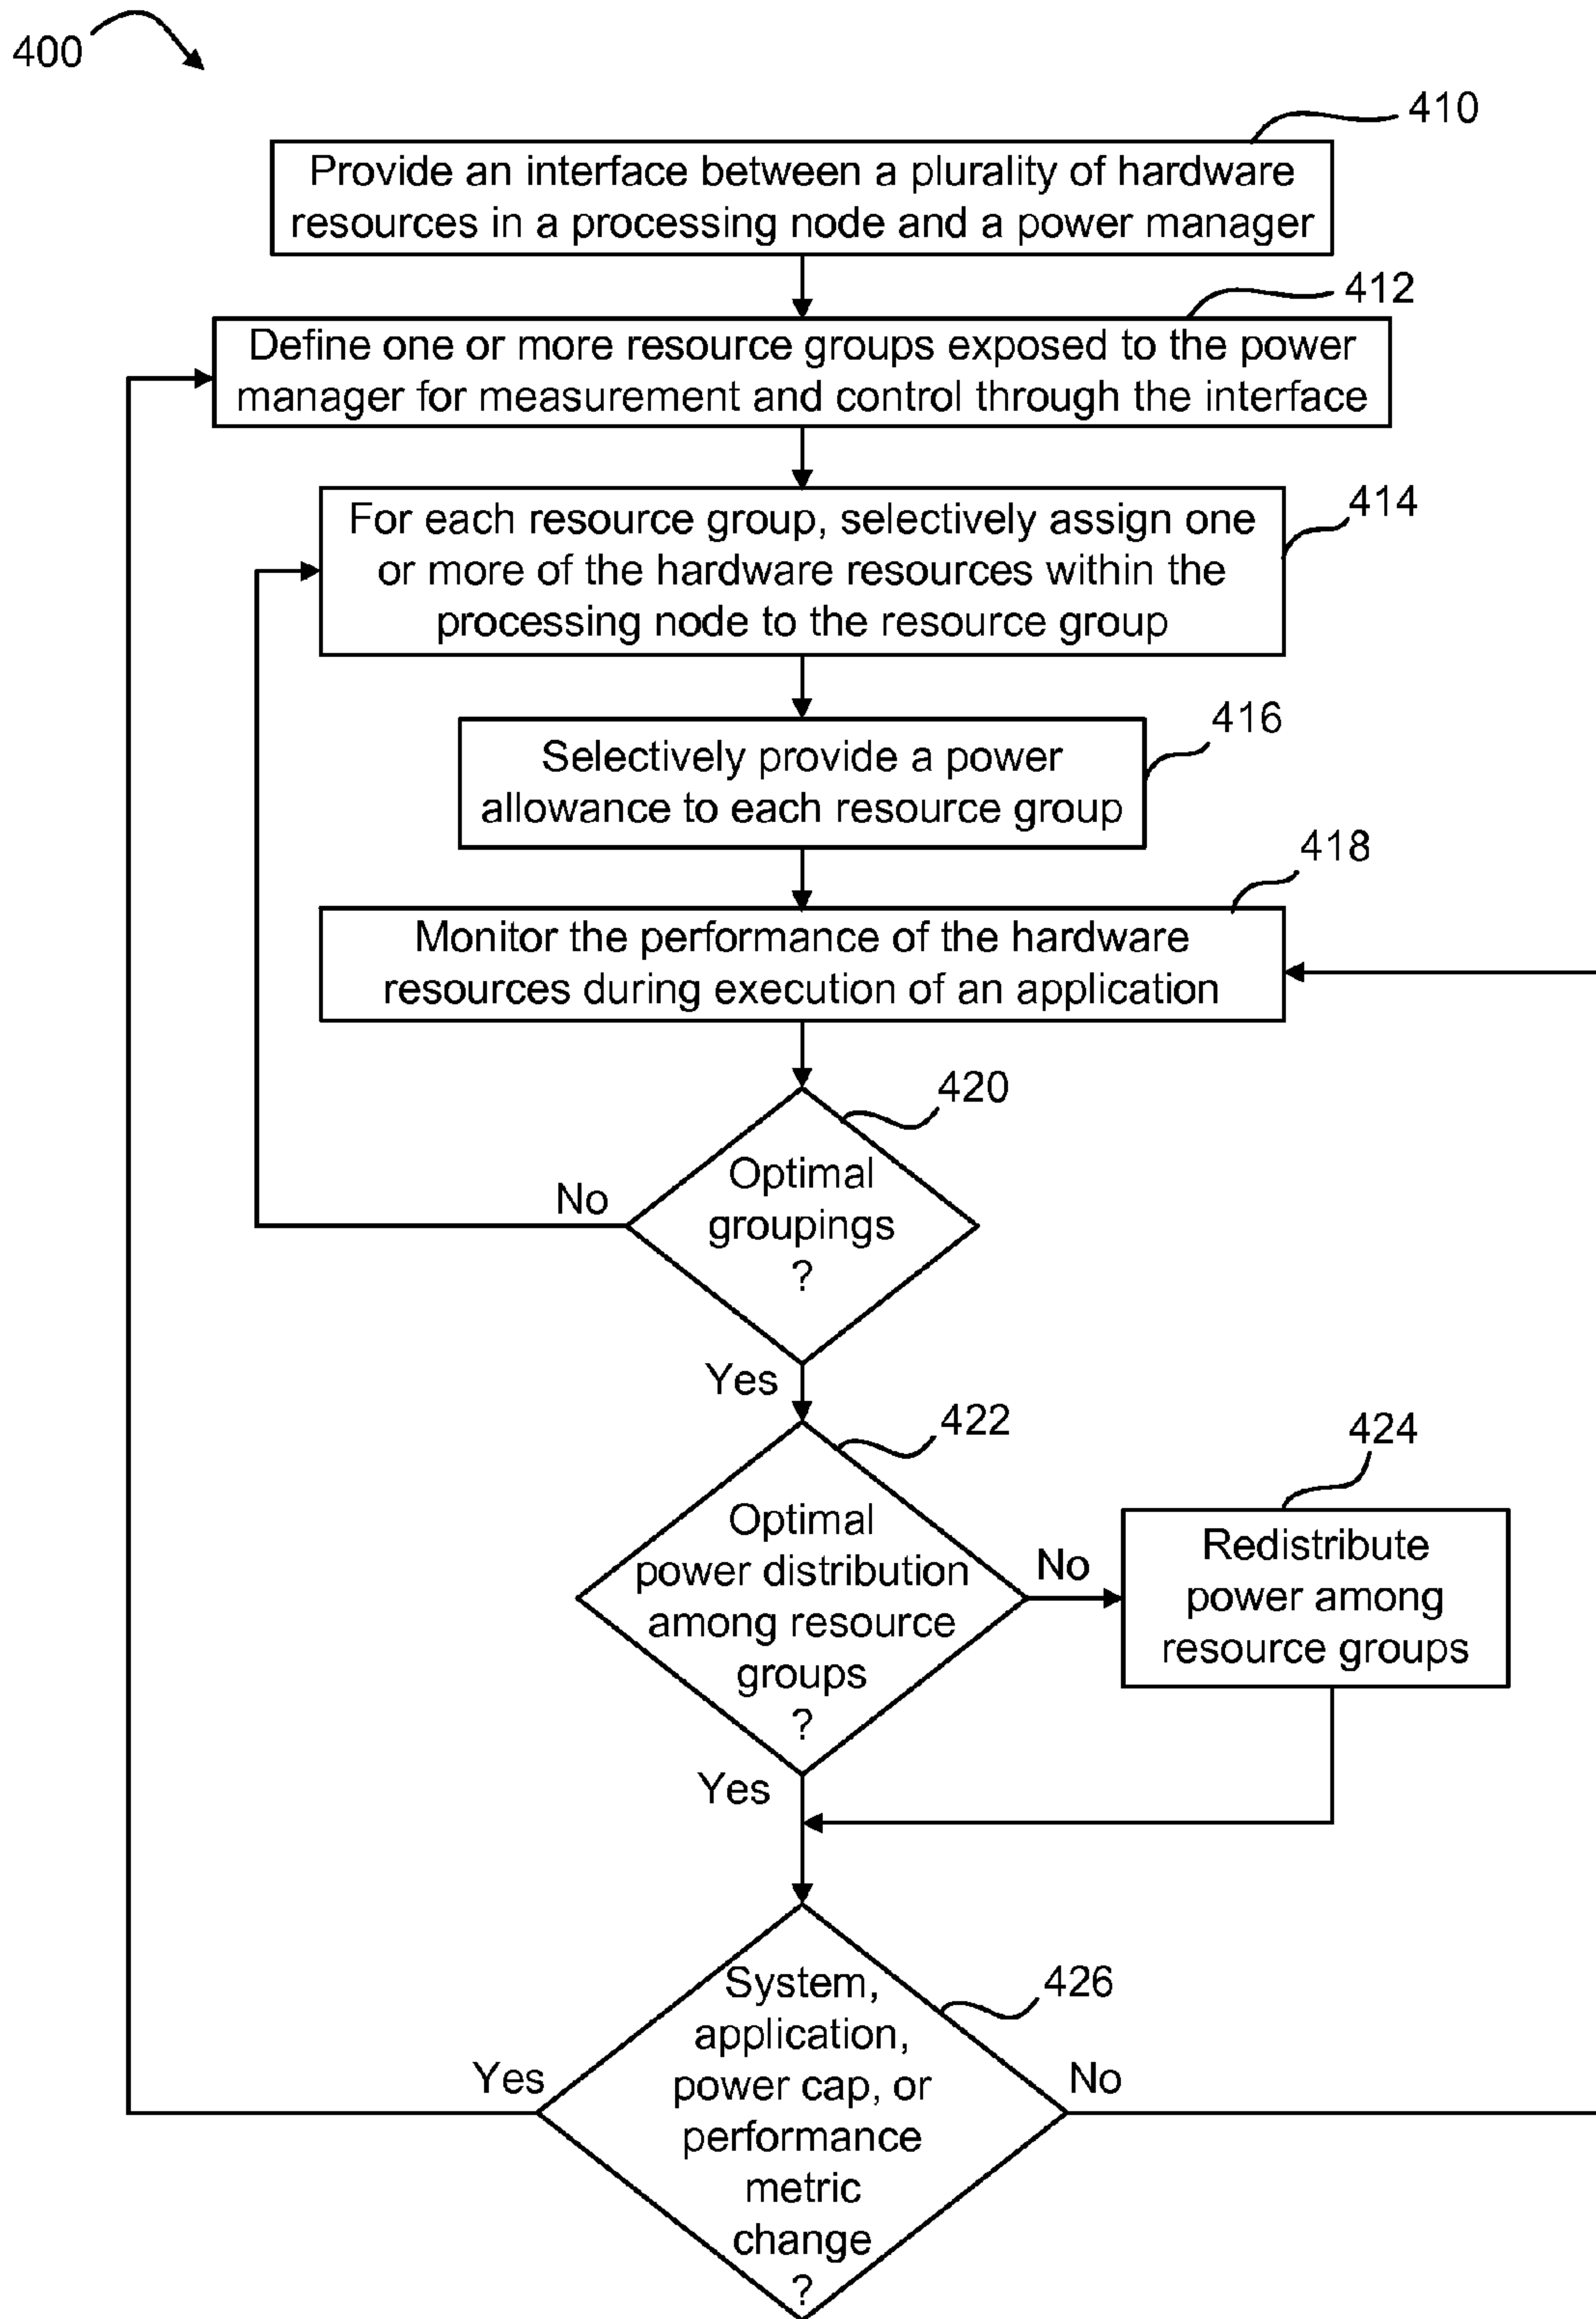 400
410
Provide an interface between a plurality of hardware
resources in a processing node and a power manager
412
Define one or more resource groups exposed to the power
manager for measurement and control through the interface
414
For each resource group, selectively assign one
or more of the hardware resources within the
processing node to the resource group
416
Selectively provide a power
allowance to each resource group
418
Monitor the performance of the hardware
resources during execution of an application
420
Optimal
groupings
?
No
Yes
422
Optimal
power distribution
among resource
groups
?
No
424
Redistribute
power among
resource groups
Yes
426
System,
application,
power cap, or
performance
metric
change
?
Yes
No